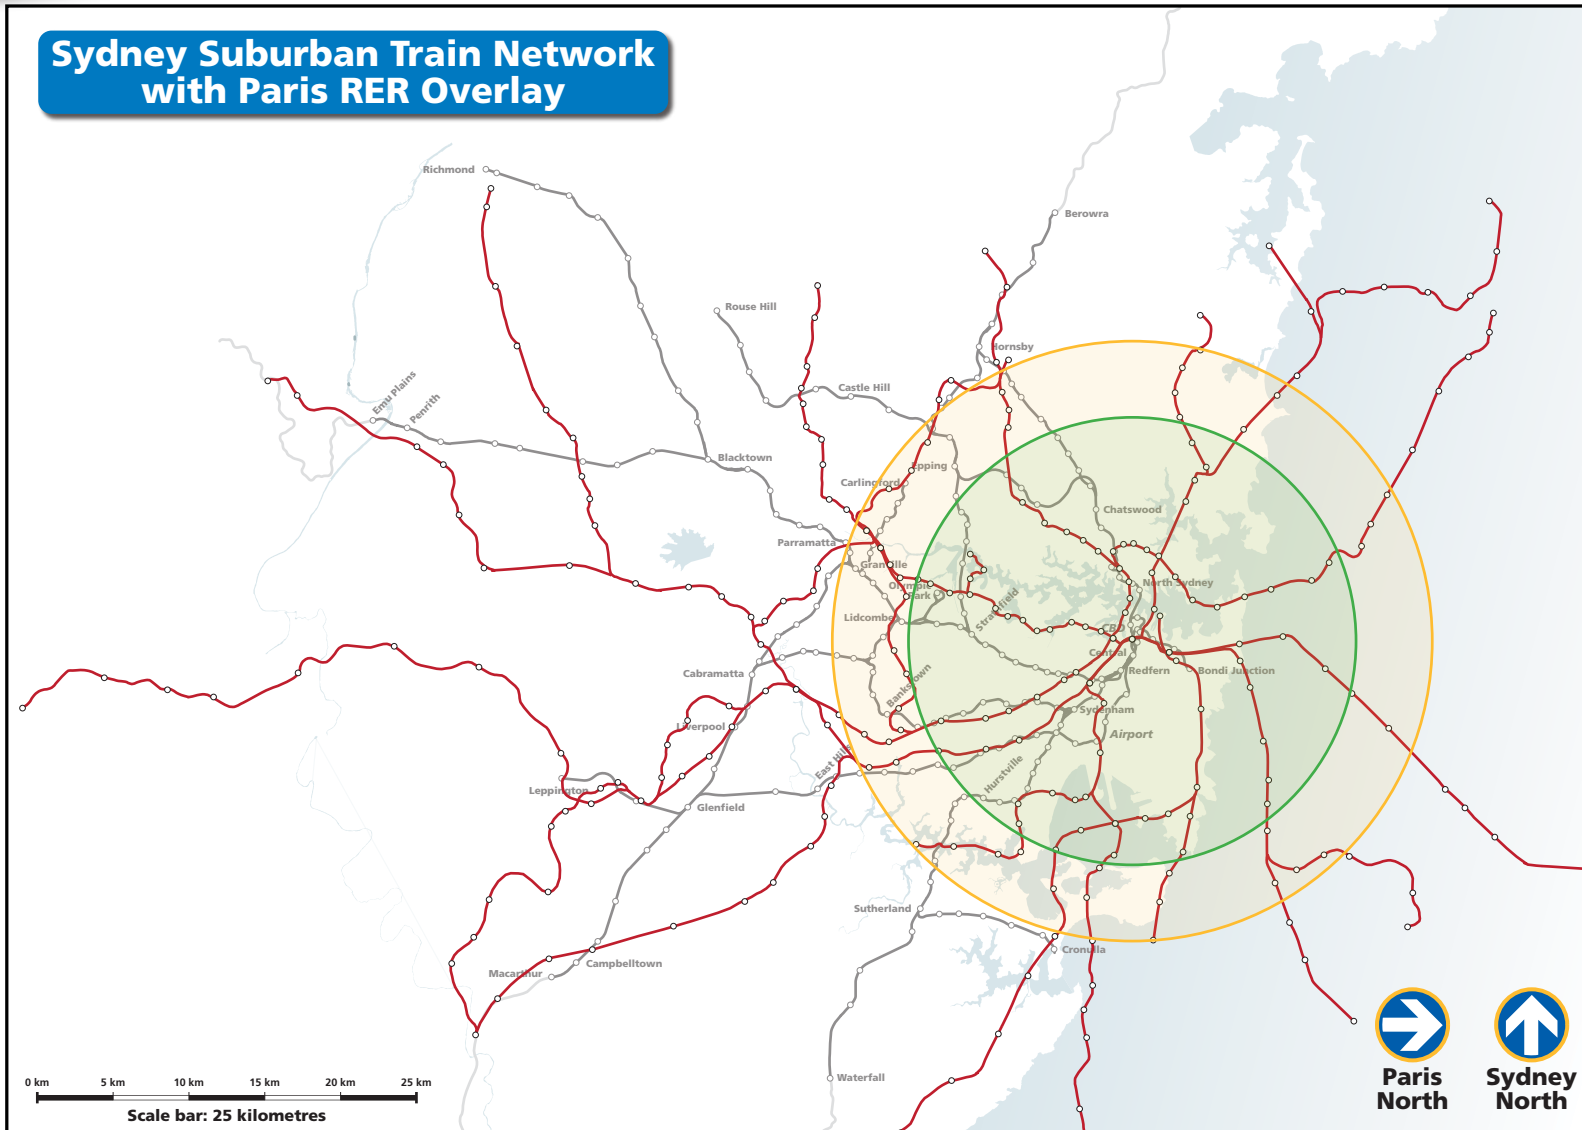 Sydney Suburban Train Network
with Paris RER Overlay
Richmond
Berowra
Rouse Hill
Hornsby
Emu Plains
Penrith
Castle Hill
Blacktown
Epping
Carlingford
Chatswood
Parramatta
Granville
Olympic
Park
North Sydney
Lidcombe
Strathfield
CBD
Central
Cabramatta
Redfern
Bondi Junction
Bankstown
Liverpool
Sydenham
Airport
East Hills
Hurstville
Leppington
Glenfield
Sutherland
Cronulla
Campbelltown
Macarthur
Waterfall
0 km
5 km
10 km
15 km
20 km
25 km
Scale bar: 25 kilometres
Paris
North
Sydney
North